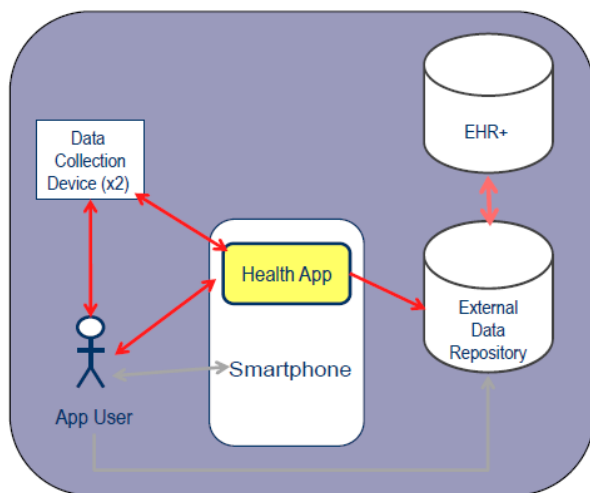 EHR+
Data
Collection
Device (x2)
Health App
External
Data
Repository
Smartphone
App User